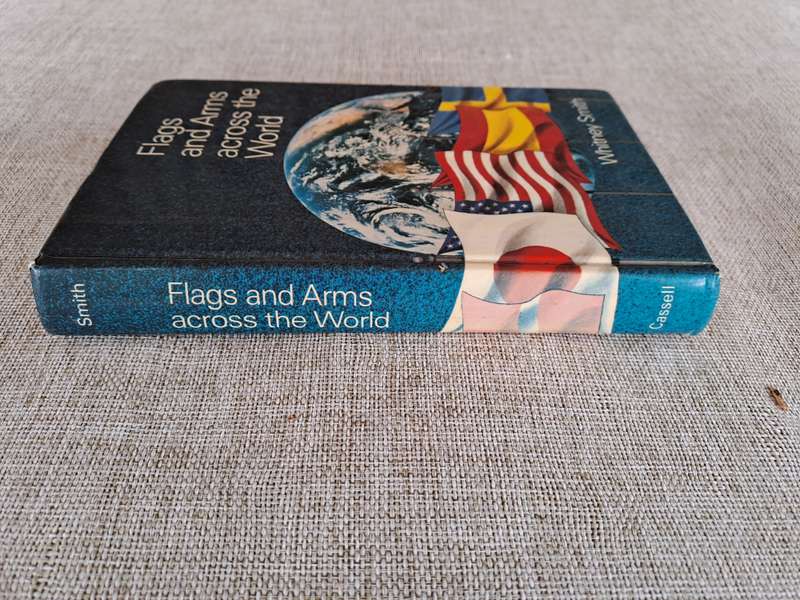 Flags
and Arms
across the
World
Whitney Smith
Smith
Flags and Arms
across the World
Cassell